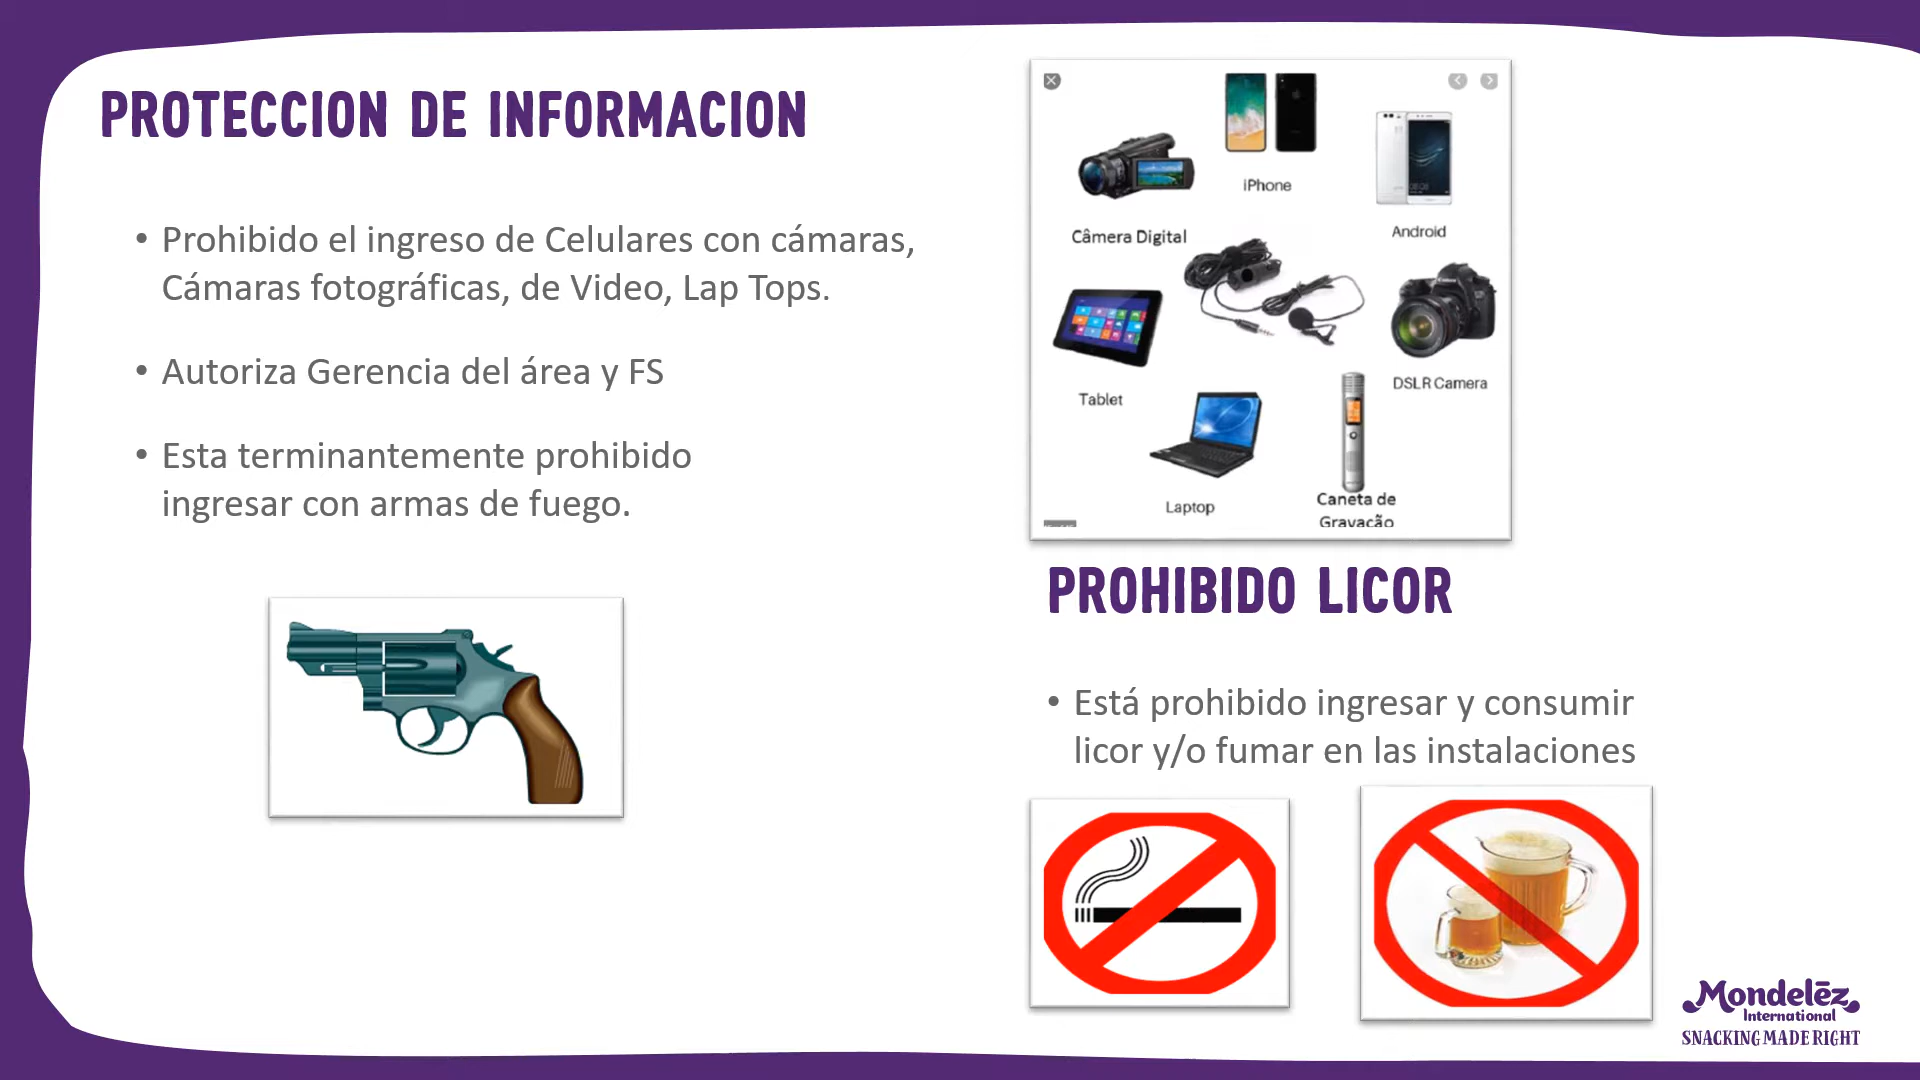 PROTECCION DE INFORMACION
• Prohibido el ingreso de Celulares con cámaras,
Cámaras fotográficas, de Video, Lap Tops.
• Autoriza Gerencia del área y FS
• Esta terminantemente prohibido
ingresar con armas de fuego.
iPhone
Câmera Digital
Android
Tablet
DSLR Camera
Laptop
Caneta de
Gravação
PROHIBIDO LICOR
• Está prohibido ingresar y consumir
licor y/o fumar en las instalaciones
Mondelēz
International
SNACKING MADE RIGHT